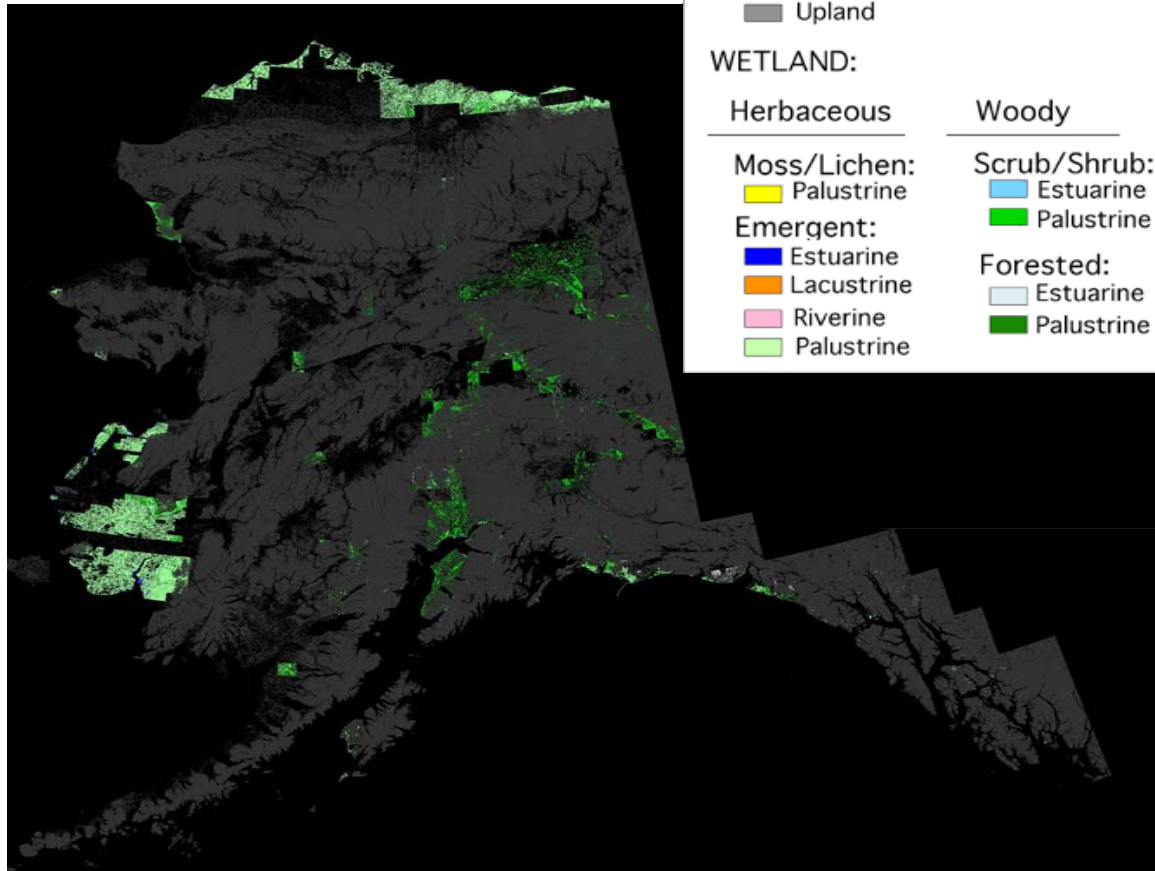 Upland
WETLAND:
Herbaceous
Moss/Lichen:
Palustrine
Emergent:
Estuarine
Lacustrine
Riverine
Palustrine
Woody
Scrub/Shrub:
Estuarine
Palustrine
Forested:
Estuarine
Palustrine